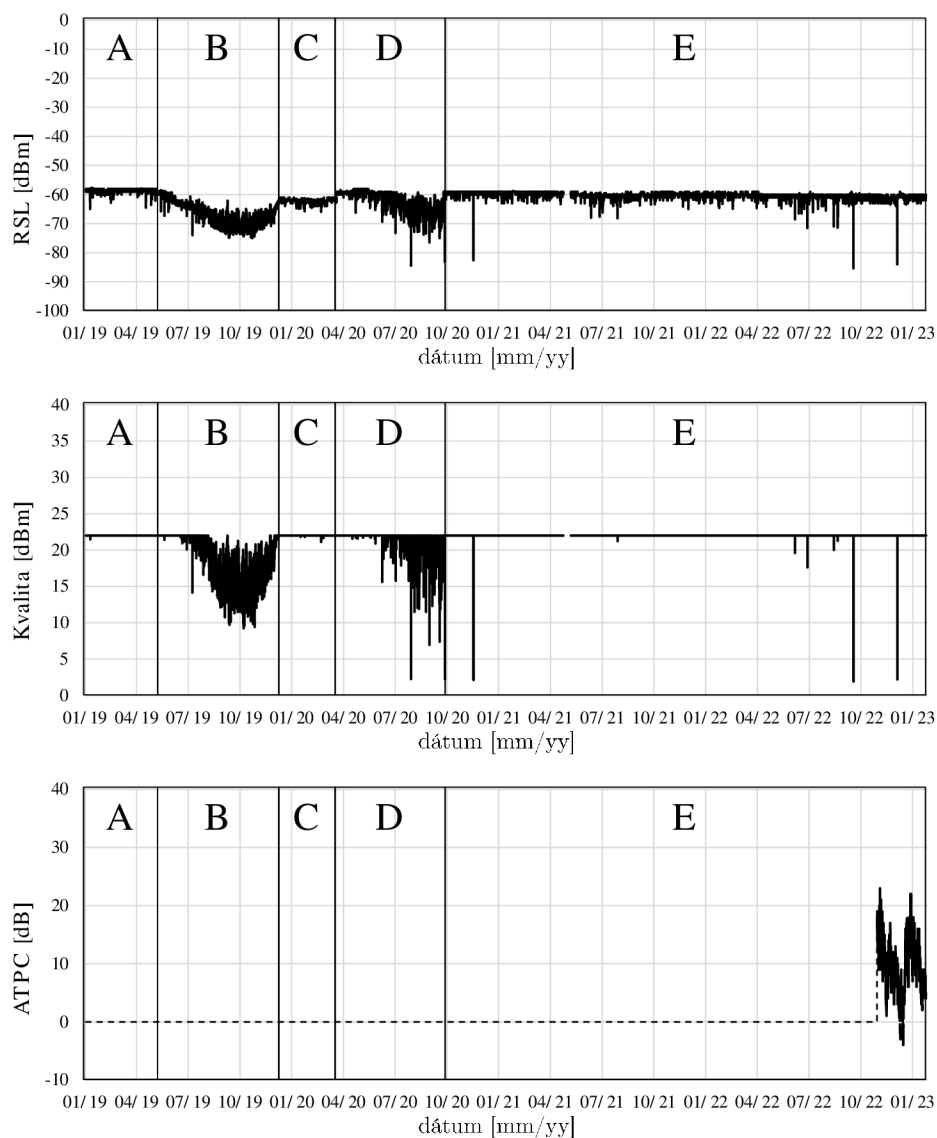 A B C D E
0
-10
-20
-30
-40
-50
-60
-70
-80
-90
-100
RSL [dBm]
01/ 19 04/ 19 07/ 19 10/ 19 01/ 20 04/ 20 07/ 20 10/ 20 01/ 21 04/ 21 07/ 21 10/ 21 01/ 22 04/ 22 07/ 22 10/ 22 01/ 23
dátum [mm/yy]
A B C D E
40
35
30
25
20
15
10
5
0
Kvalita [dBm]
01/ 19 04/ 19 07/ 19 10/ 19 01/ 20 04/ 20 07/ 20 10/ 20 01/ 21 04/ 21 07/ 21 10/ 21 01/ 22 04/ 22 07/ 22 10/ 22 01/ 23
dátum [mm/yy]
A B C D E
40
30
20
10
0
-10
ATPC [dB]
01/ 19 04/ 19 07/ 19 10/ 19 01/ 20 04/ 20 07/ 20 10/ 20 01/ 21 04/ 21 07/ 21 10/ 21 01/ 22 04/ 22 07/ 22 10/ 22 01/ 23
dátum [mm/yy]